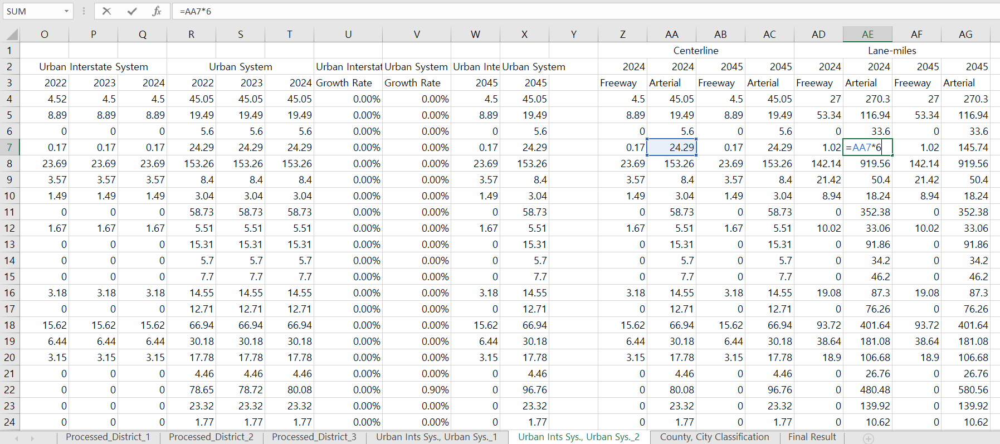 SUM =AA7*6
O P Q R S T U V W X Y Z AA AB AC AD AE AF AG
1 Centerline Lane-miles
2 Urban Interstate System Urban System Urban Interstat Urban System Urban Inte Urban System 2024 2024 2045 2045 2024 2024 2045 2045
3 2022 2023 2024 2022 2023 2024 Growth Rate Growth Rate 2045 2045 Freeway Arterial Freeway Arterial Freeway Arterial Freeway Arterial
4 4.52 4.5 4.5 45.05 45.05 45.05 0.00% 0.00% 4.5 45.05 4.5 45.05 4.5 45.05 27 270.3 27 270.3
5 8.89 8.89 8.89 19.49 19.49 19.49 0.00% 0.00% 8.89 19.49 8.89 19.49 8.89 19.49 53.34 116.94 53.34 116.94
6 0 0 0 5.6 5.6 5.6 0.00% 0.00% 0 5.6 0 5.6 0 5.6 0 33.6 0 33.6
7 0.17 0.17 0.17 24.29 24.29 24.29 0.00% 0.00% 0.17 24.29 0.17 24.29 0.17 24.29 1.02 =AA7*6 1.02 145.74
8 23.69 23.69 23.69 153.26 153.26 153.26 0.00% 0.00% 23.69 153.26 23.69 153.26 23.69 153.26 142.14 919.56 142.14 919.56
9 3.57 3.57 3.57 8.4 8.4 8.4 0.00% 0.00% 3.57 8.4 3.57 8.4 3.57 8.4 21.42 50.4 21.42 50.4
10 1.49 1.49 1.49 3.04 3.04 3.04 0.00% 0.00% 1.49 3.04 1.49 3.04 1.49 3.04 8.94 18.24 8.94 18.24
11 0 0 0 58.73 58.73 58.73 0.00% 0.00% 0 58.73 0 58.73 0 58.73 0 352.38 0 352.38
12 1.67 1.67 1.67 5.51 5.51 5.51 0.00% 0.00% 1.67 5.51 1.67 5.51 1.67 5.51 10.02 33.06 10.02 33.06
13 0 0 0 15.31 15.31 15.31 0.00% 0.00% 0 15.31 0 15.31 0 15.31 0 91.86 0 91.86
14 0 0 0 5.7 5.7 5.7 0.00% 0.00% 0 5.7 0 5.7 0 5.7 0 34.2 0 34.2
15 0 0 0 7.7 7.7 7.7 0.00% 0.00% 0 7.7 0 7.7 0 7.7 0 46.2 0 46.2
16 3.18 3.18 3.18 14.55 14.55 14.55 0.00% 0.00% 3.18 14.55 3.18 14.55 3.18 14.55 19.08 87.3 19.08 87.3
17 0 0 0 12.71 12.71 12.71 0.00% 0.00% 0 12.71 0 12.71 0 12.71 0 76.26 0 76.26
18 15.62 15.62 15.62 66.94 66.94 66.94 0.00% 0.00% 15.62 66.94 15.62 66.94 15.62 66.94 93.72 401.64 93.72 401.64
19 6.44 6.44 6.44 30.18 30.18 30.18 0.00% 0.00% 6.44 30.18 6.44 30.18 6.44 30.18 38.64 181.08 38.64 181.08
20 3.15 3.15 3.15 17.78 17.78 17.78 0.00% 0.00% 3.15 17.78 3.15 17.78 3.15 17.78 18.9 106.68 18.9 106.68
21 0 0 0 4.46 4.46 4.46 0.00% 0.00% 0 4.46 0 4.46 0 4.46 0 26.76 0 26.76
22 0 0 0 78.65 78.72 80.08 0.00% 0.90% 0 96.76 0 80.08 0 96.76 0 480.48 0 580.56
23 0 0 0 23.32 23.32 23.32 0.00% 0.00% 0 23.32 0 23.32 0 23.32 0 139.92 0 139.92
24 0 0 0 1.77 1.77 1.77 0.00% 0.00% 0 1.77 0 1.77 0 1.77 0 10.62 0 10.62
Processed_District_1 Processed_District_2 Processed_District_3 Urban Ints Sys., Urban Sys._1 Urban Ints Sys., Urban Sys._2 County, City Classification Final Result